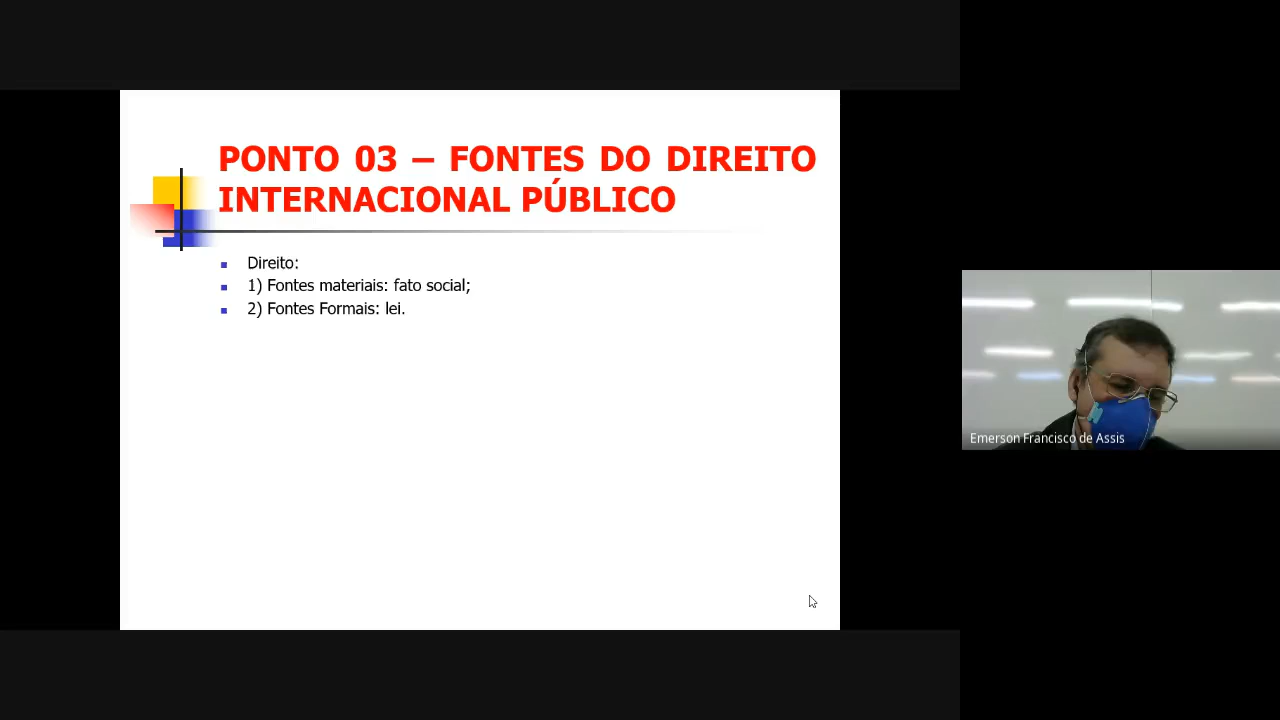 PONTO 03 – FONTES DO DIREITO
INTERNACIONAL PÚBLICO
Direito:
1) Fontes materiais: fato social;
2) Fontes Formais: lei.
Emerson Francisco de Assis